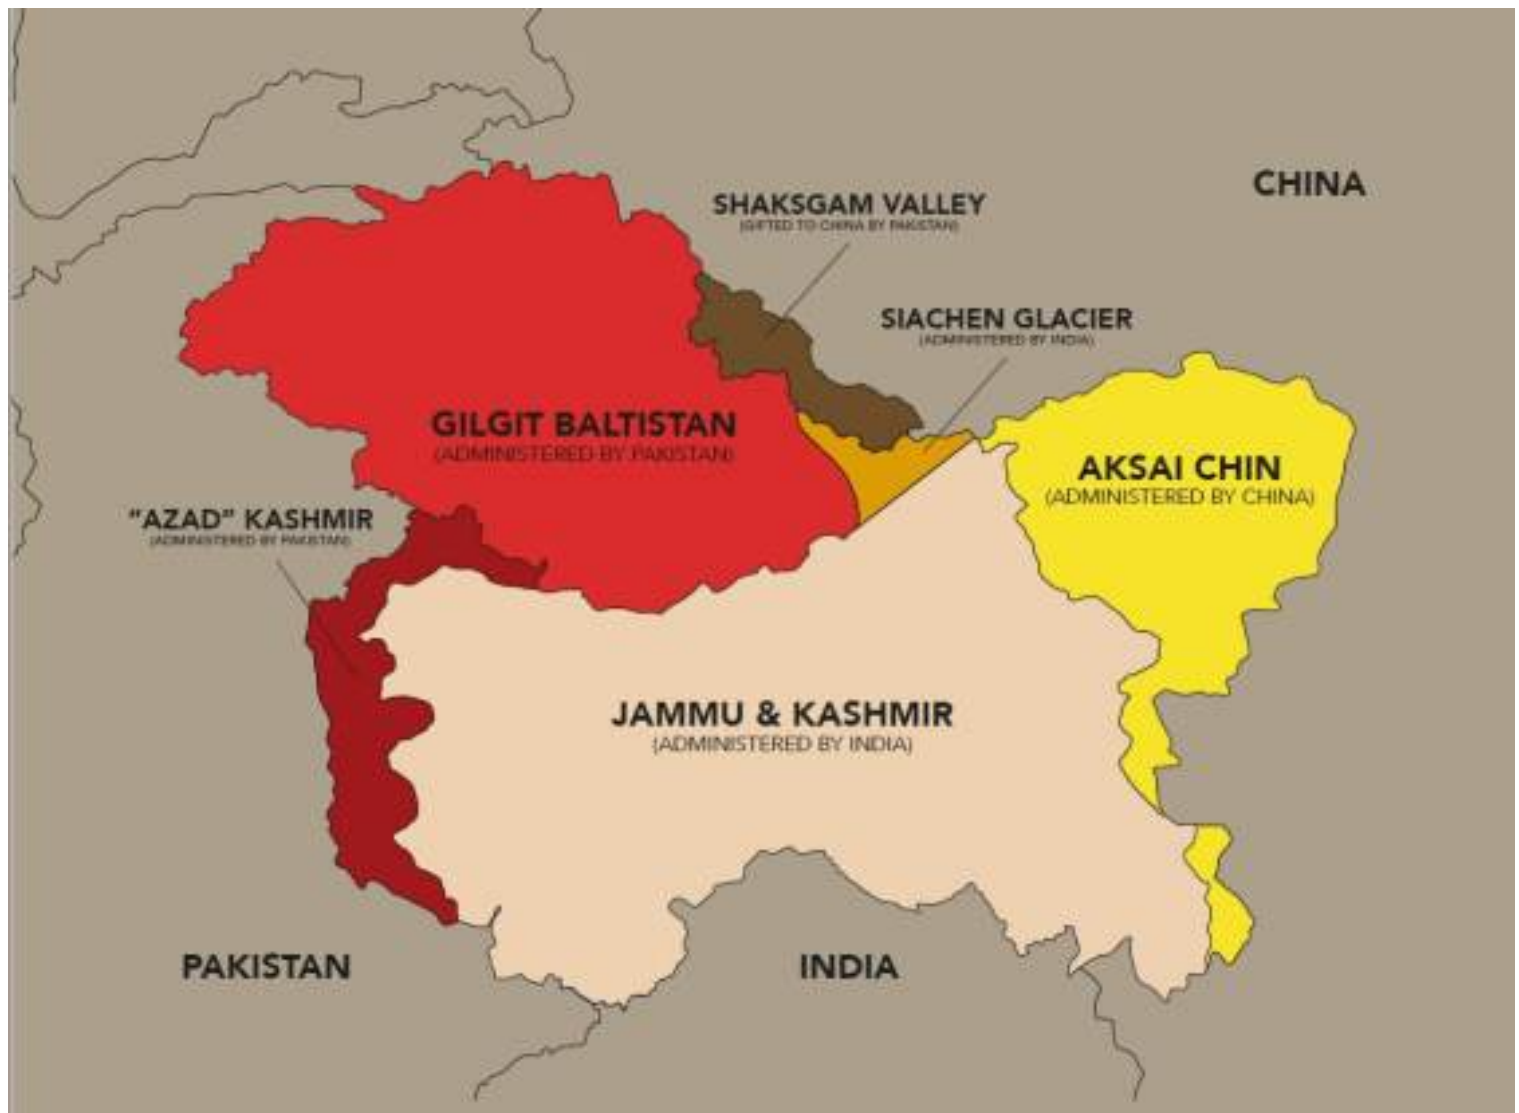 CHINA
SHAKSGAM VALLEY
(GIFTED TO CHINA BY PAKISTAN)
SIACHEN GLACIER
(ADMINISTERED BY INDIA)
GILGIT BALTISTAN
(ADMINISTERED BY PAKISTAN)
AKSAI CHIN
(ADMINISTERED BY CHINA)
“AZAD” KASHMIR
(ADMINISTERED BY PAKISTAN)
JAMMU & KASHMIR
(ADMINISTERED BY INDIA)
PAKISTAN
INDIA